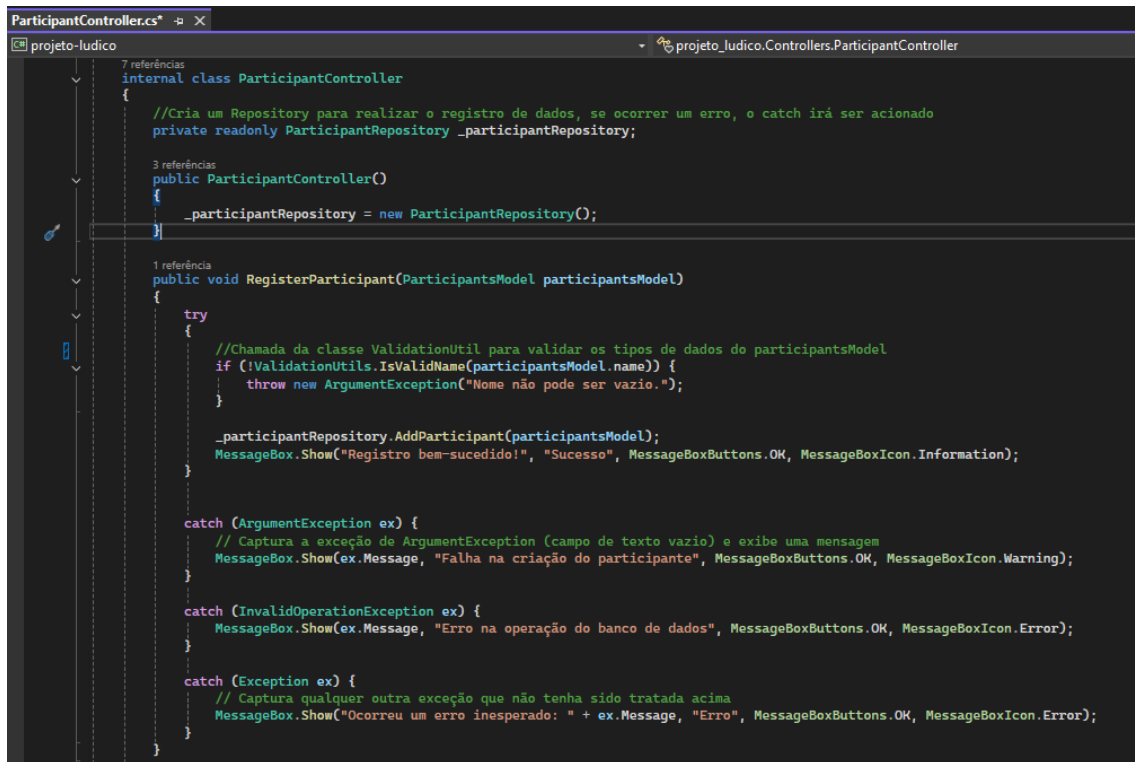 ParticipantController.cs*
projeto-ludico projeto_ludico.Controllers.ParticipantController
7 referências
internal class ParticipantController
{
//Cria um Repository para realizar o registro de dados, se ocorrer um erro, o catch irá ser acionado
private readonly ParticipantRepository _participantRepository;
3 referências
public ParticipantController()
{
_participantRepository = new ParticipantRepository();
}
1 referência
public void RegisterParticipant(ParticipantsModel participantsModel)
{
try
{
//Chamada da classe ValidationUtil para validar os tipos de dados do participantsModel
if (!ValidationUtils.IsValidName(participantsModel.name)) {
throw new ArgumentException("Nome não pode ser vazio.");
}
_participantRepository.AddParticipant(participantsModel);
MessageBox.Show("Registro bem-sucedido!", "Sucesso", MessageBoxButtons.OK, MessageBoxIcon.Information);
}
catch (ArgumentException ex) {
// Captura a exceção de ArgumentException (campo de texto vazio) e exibe uma mensagem
MessageBox.Show(ex.Message, "Falha na criação do participante", MessageBoxButtons.OK, MessageBoxIcon.Warning);
}
catch (InvalidOperationException ex) {
MessageBox.Show(ex.Message, "Erro na operação do banco de dados", MessageBoxButtons.OK, MessageBoxIcon.Error);
}
catch (Exception ex) {
// Captura qualquer outra exceção que não tenha sido tratada acima
MessageBox.Show("Ocorreu um erro inesperado: " + ex.Message, "Erro", MessageBoxButtons.OK, MessageBoxIcon.Error);
}
}